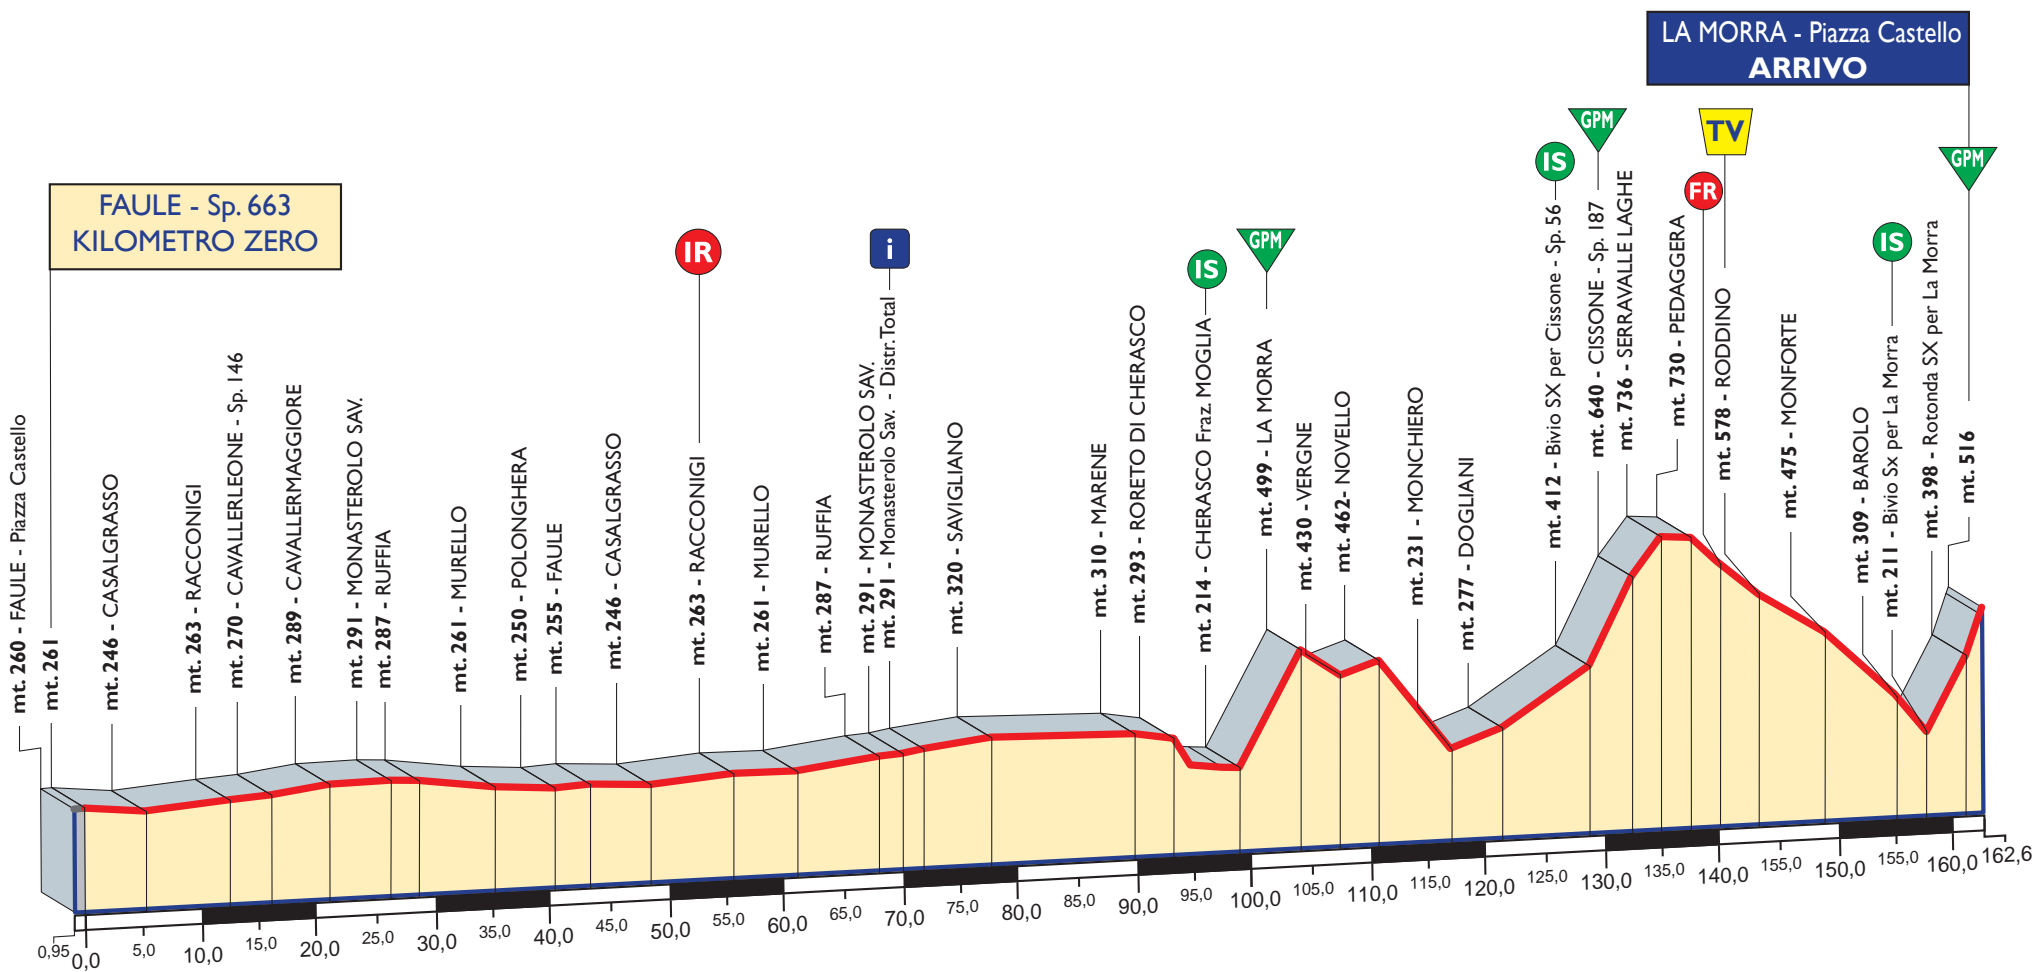 LA MORRA - Piazza Castello
ARRIVO
FAULE - Sp. 663
KILOMETRO ZERO
IR
i
IS
GPM
IS
GPM
TV
FR
IS
GPM
mt. 260 - FAULE - Piazza Castello
mt. 261
mt. 246 - CASALGRASSO
mt. 263 - RACCONIGI
mt. 270 - CAVALLERLEONE - Sp. 146
mt. 289 - CAVALLERMAGGIORE
mt. 291 - MONASTEROLO SAV.
mt. 287 - RUFFIA
mt. 261 - MURELLO
mt. 250 - POLONGHERA
mt. 255 - FAULE
mt. 246 - CASALGRASSO
mt. 263 - RACCONIGI
mt. 261 - MURELLO
mt. 287 - RUFFIA
mt. 291 - MONASTEROLO SAV.
mt. 291 - Monasterolo Sav. - Distr. Total
mt. 320 - SAVIGLIANO
mt. 310 - MARENE
mt. 293 - RORETO DI CHERASCO
mt. 214 - CHERASCO Fraz. MOGLIA
mt. 499 - LA MORRA
mt. 430 - VERGNE
mt. 462- NOVELLO
mt. 231 - MONCHIERO
mt. 277 - DOGLIANI
mt. 412 - Bivio SX per Cissone - Sp. 56
mt. 640 - CISSONE - Sp. 187
mt. 736 - SERRAVALLE LAGHE
mt. 730 - PEDAGGERA
mt. 578 - RODDINO
mt. 475 - MONFORTE
mt. 309 - BAROLO
mt. 211 - Bivio Sx per La Morra
mt. 398 - Rotonda SX per La Morra
mt. 516
0,95 0,0 5,0 10,0 15,0 20,0 25,0 30,0 35,0 40,0 45,0 50,0 55,0 60,0 65,0 70,0 75,0 80,0 85,0 90,0 95,0 100,0 105,0 110,0 115,0 120,0 125,0 130,0 135,0 140,0 155,0 150,0 155,0 160,0 162,6